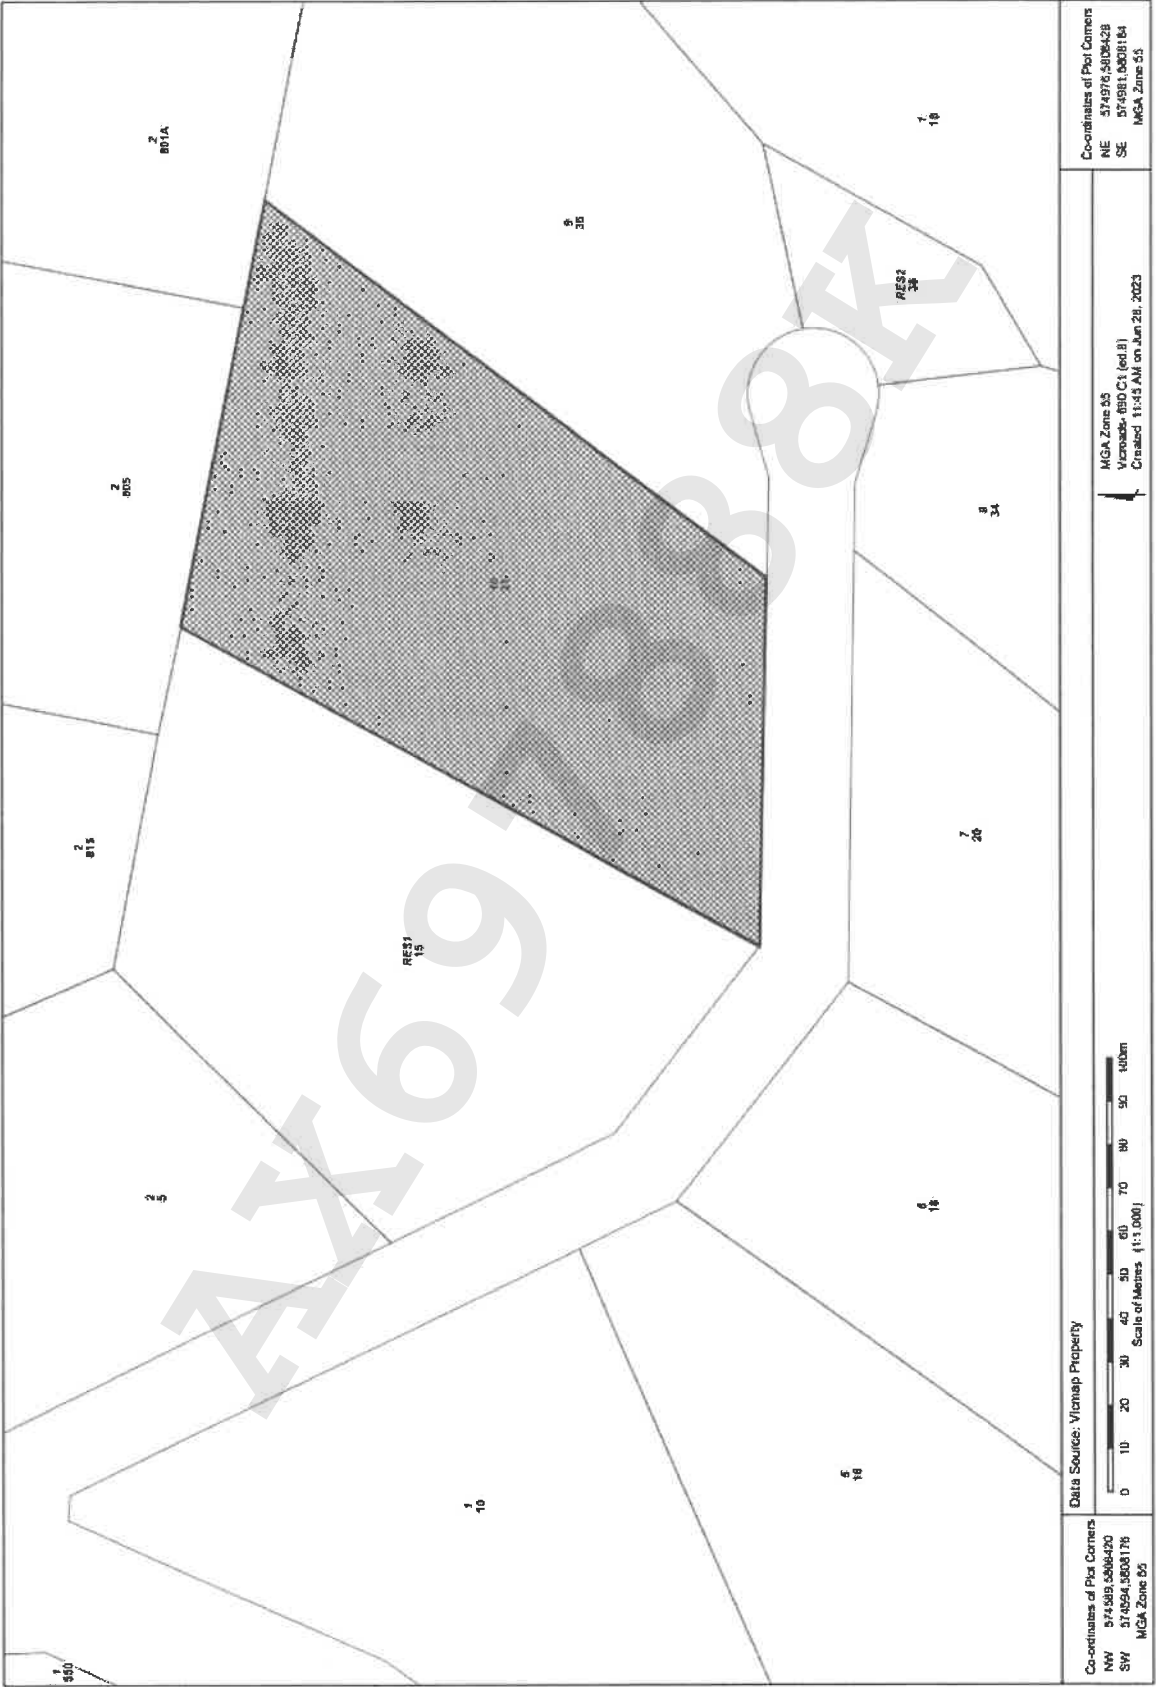 2
801A
2
805
2
815
2
5
1
550
9
35
RES1
15
1
10
7
18
RES2
38
8
34
7
20
6
18
5
16
AX69788K
Data Source: Vicmap Property
Co-ordinates of Plot Corners
NW 574589,5808420
SW 574594,5808176
MGA Zone 55
0 10 20 30 40 50 60 70 80 90 100m
Scale of Metres (1:1,000)
MGA Zone 55
Vicroads- 690 C1 (ed.8)
Created 11:45 AM on Jun 28, 2023
Co-ordinates of Plot Corners
NE 574976,5808428
SE 574981,5808184
MGA Zone 55